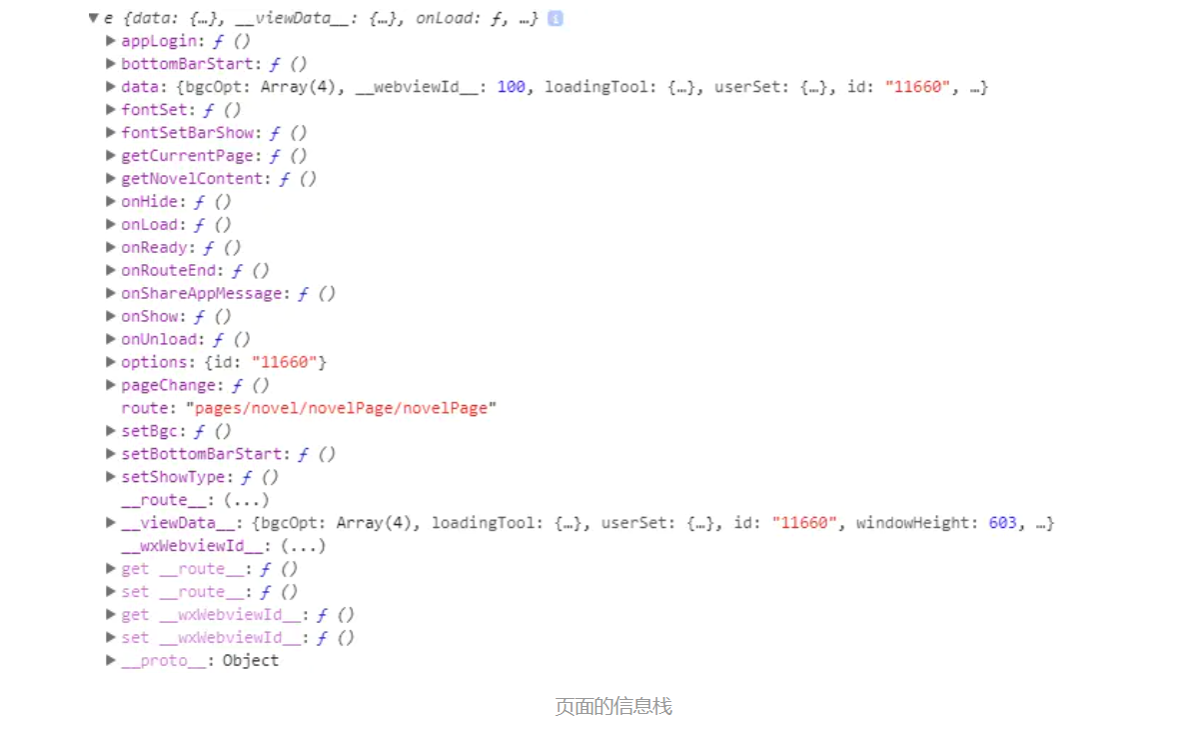 ▼e {data: {…}, __viewData__: {…}, onLoad: ƒ, …} i
▶appLogin: ƒ ()
▶bottomBarStart: ƒ ()
▶data: {bgcOpt: Array(4), __webviewId__: 100, loadingTool: {…}, userSet: {…}, id: "11660", …}
▶fontSet: ƒ ()
▶fontSetBarShow: ƒ ()
▶getCurrentPage: ƒ ()
▶getNovelContent: ƒ ()
▶onHide: ƒ ()
▶onLoad: ƒ ()
▶onReady: ƒ ()
▶onRouteEnd: ƒ ()
▶onShareAppMessage: ƒ ()
▶onShow: ƒ ()
▶onUnload: ƒ ()
▶options: {id: "11660"}
▶pageChange: ƒ ()
route: "pages/novel/novelPage/novelPage"
▶setBgc: ƒ ()
▶setBottomBarStart: ƒ ()
▶setShowType: ƒ ()
__route__: (...)
▶__viewData__: {bgcOpt: Array(4), loadingTool: {…}, userSet: {…}, id: "11660", windowHeight: 603, …}
__wxWebviewId__: (...)
▶get __route__: ƒ ()
▶set __route__: ƒ ()
▶get __wxWebviewId__: ƒ ()
▶set __wxWebviewId__: ƒ ()
▶__proto__: Object
页面的信息栈